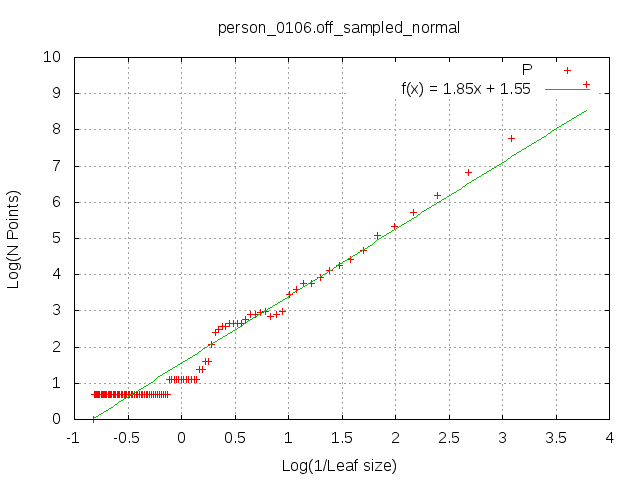 person_0106.off_sampled_normal
10
9
8
7
6
5
4
3
2
1
0
-1 -0.5 0 0.5 1 1.5 2 2.5 3 3.5 4
Log(N Points)
Log(1/Leaf size)
P
f(x) = 1.85x + 1.55